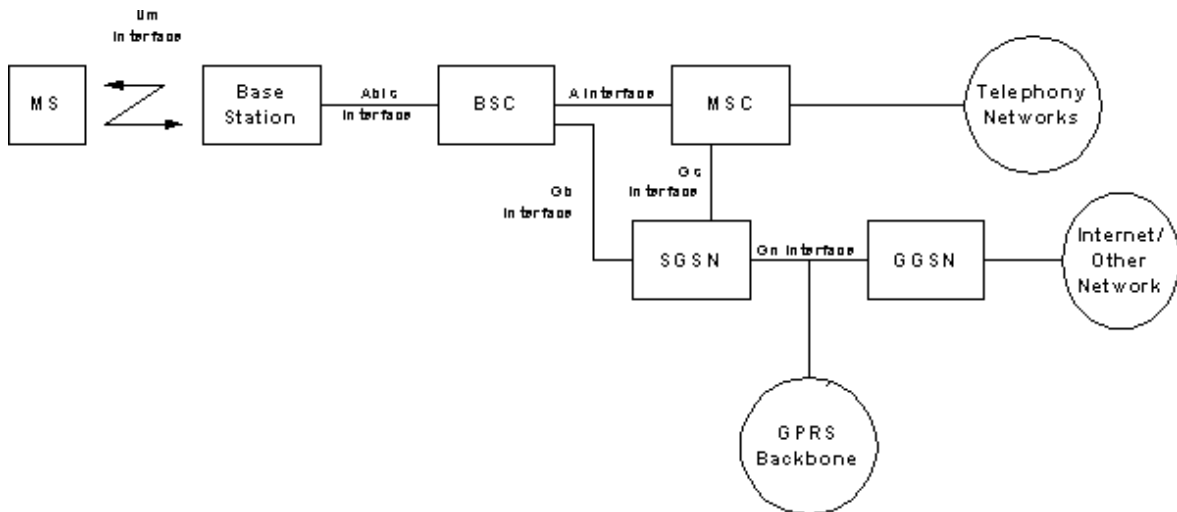 Um
Interface
MS
Base
Station
Abis
Interface
BSC
A Interface
MSC
Telephony
Networks
Gb
Interface
Gc
Interface
SGSN
Gn Interface
GGSN
Internet/
Other
Network
GPRS
Backbone